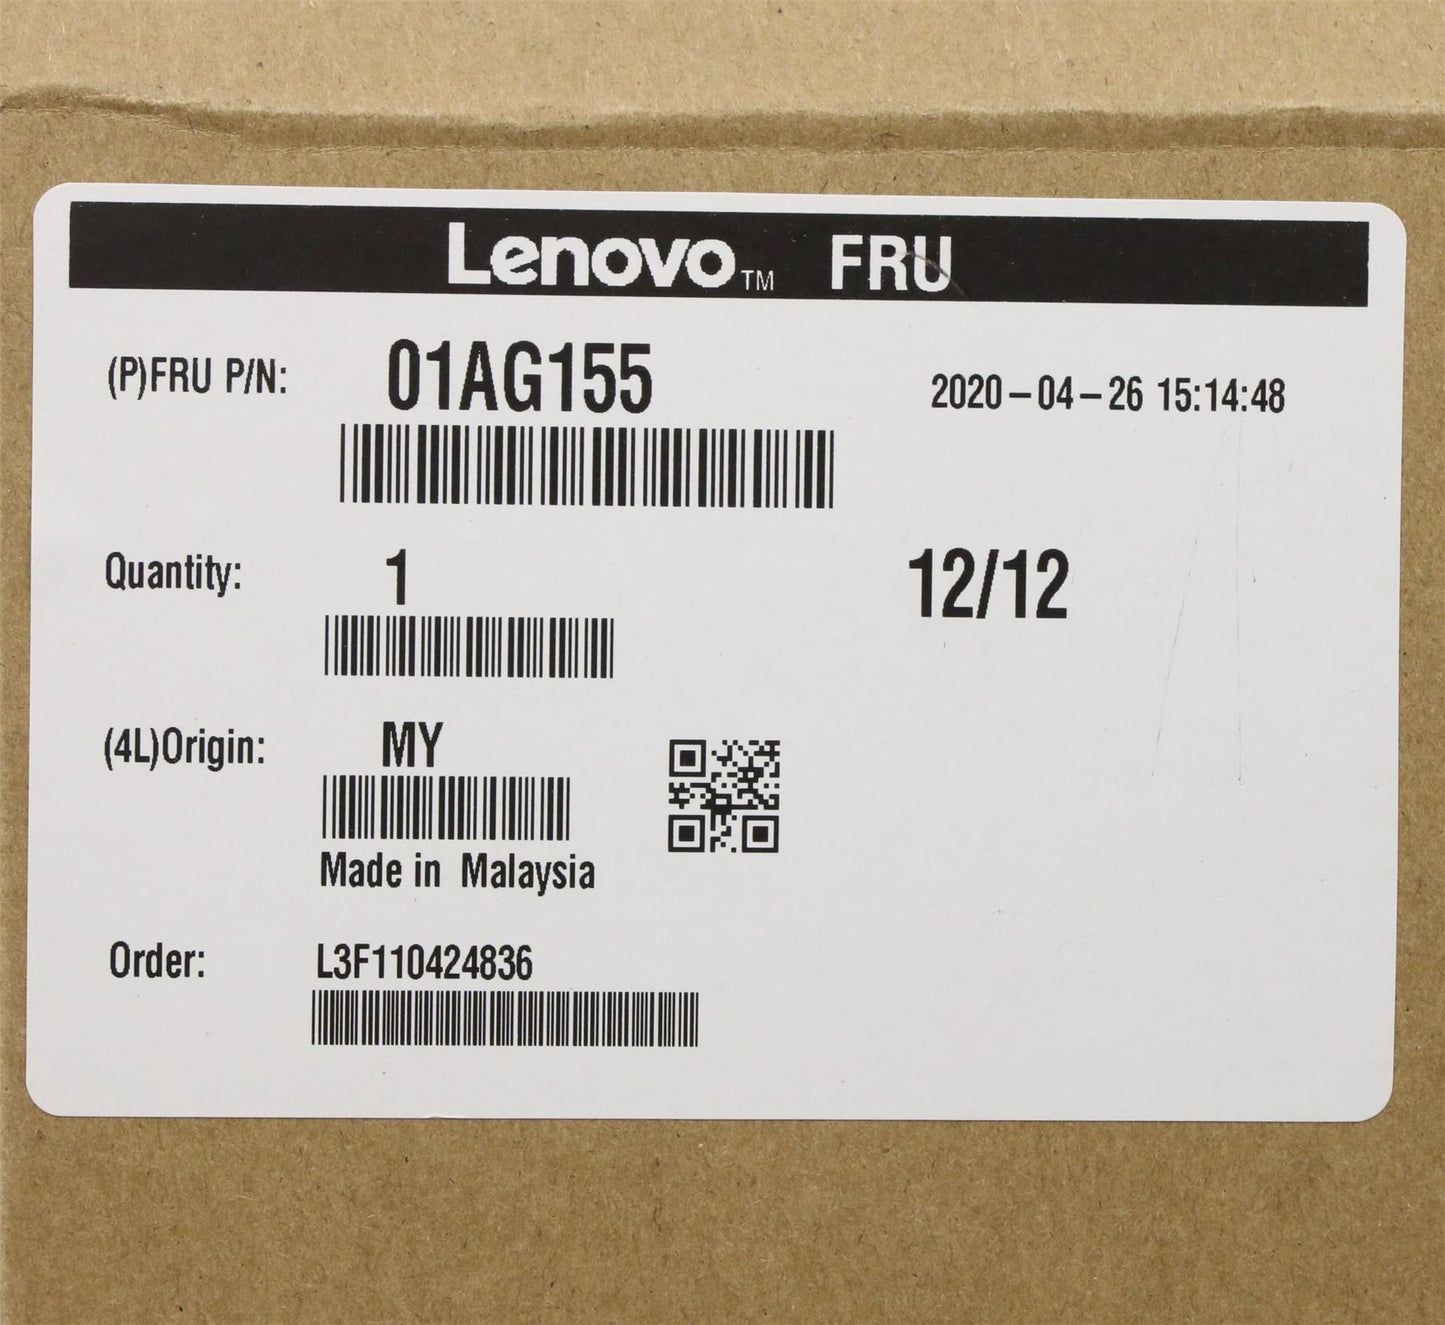 Lenovo™ FRU
(P)FRU P/N: 01AG155 2020-04-26 15:14:48
Quantity: 1 12/12
(4L)Origin: MY
Made in Malaysia
Order: L3F110424836